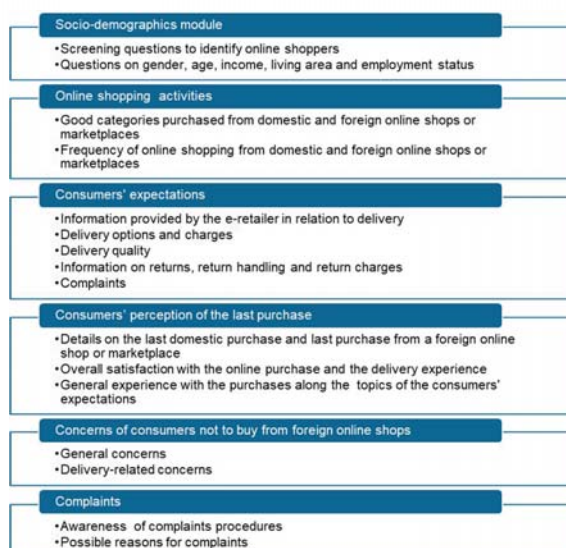 Socio-demographics module
•Screening questions to identify online shoppers
•Questions on gender, age, income, living area and employment status
Online shopping activities
•Good categories purchased from domestic and foreign online shops or
marketplaces
•Frequency of online shopping from domestic and foreign online shops or
marketplaces
Consumers' expectations
•Information provided by the e-retailer in relation to delivery
•Delivery options and charges
•Delivery quality
•Information on returns, return handling and return charges
•Complaints
Consumers' perception of the last purchase
•Details on the last domestic purchase and last purchase from a foreign online
shop or marketplace
•Overall satisfaction with the online purchase and the delivery experience
•General experience with the purchases along the topics of the consumers'
expectations
Concerns of consumers not to buy from foreign online shops
•General concerns
•Delivery-related concerns
Complaints
•Awareness of complaints procedures
•Possible reasons for complaints